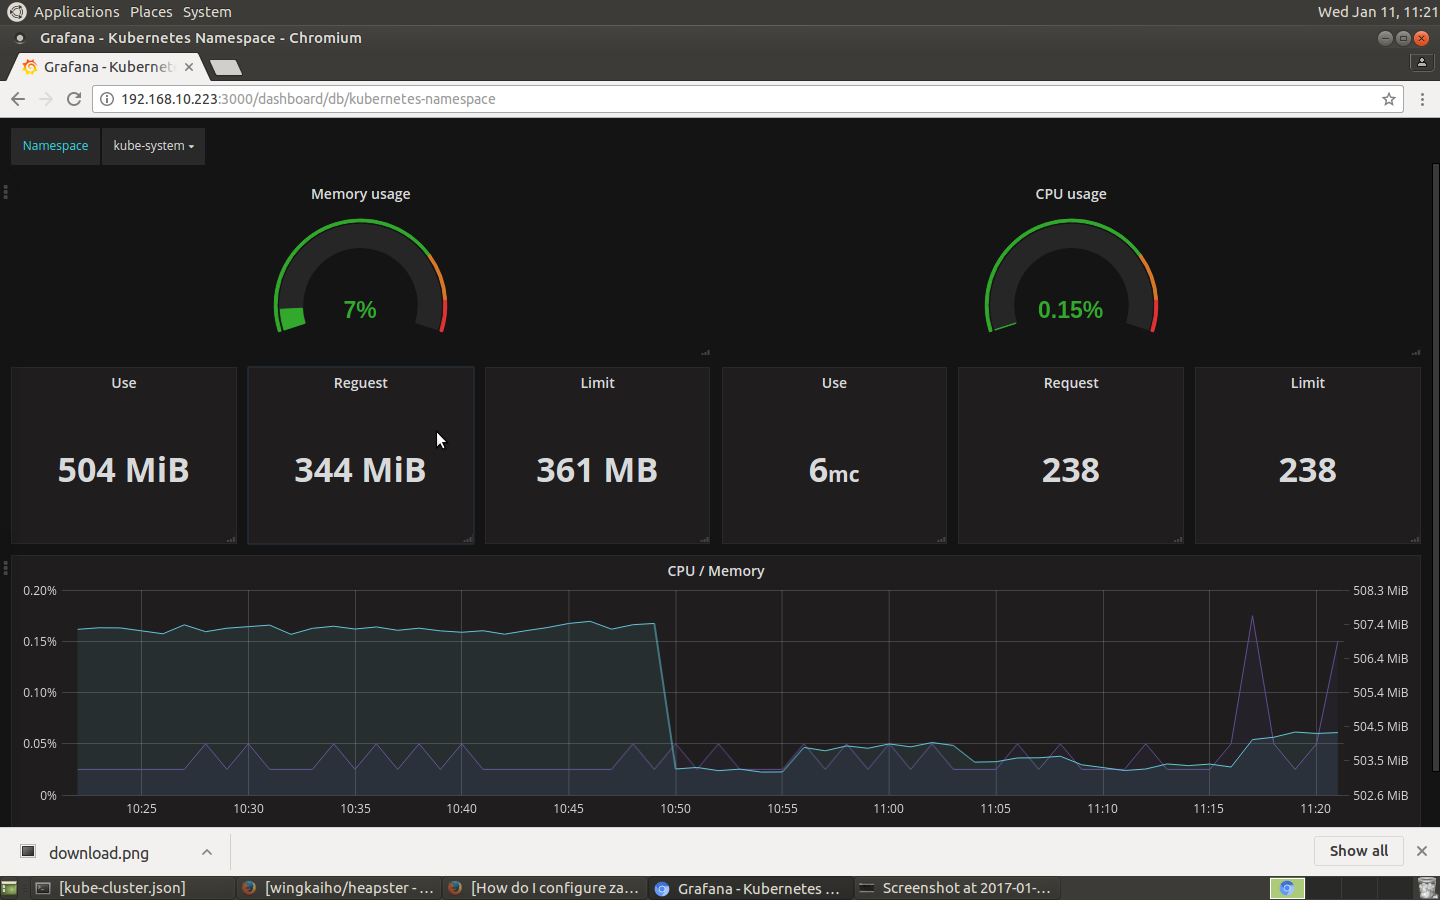 Applications Places System
Wed Jan 11, 11:21
Grafana - Kubernetes Namespace - Chromium
Grafana - Kubernet
192.168.10.223:3000/dashboard/db/kubernetes-namespace
Namespace kube-system
Memory usage CPU usage
7% 0.15%
Use Reguest Limit Use Request Limit
504 MiB 344 MiB 361 MB 6mc 238 238
CPU / Memory
0.20% 508.3 MiB
0.15% 507.4 MiB
506.4 MiB
0.10% 505.4 MiB
0.05% 504.5 MiB
503.5 MiB
0% 502.6 MiB
10:25 10:30 10:35 10:40 10:45 10:50 10:55 11:00 11:05 11:10 11:15 11:20
download.png Show all
[kube-cluster.json] [wingkaiho/heapster - ... [How do I configure za... Grafana - Kubernetes ... Screenshot at 2017-01-...